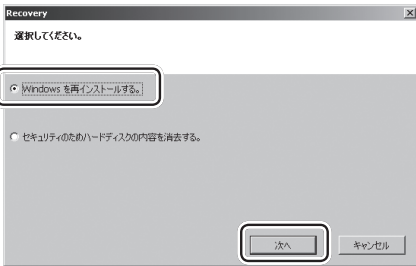 Recovery
選択してください。
Windows を再インストールする。
セキュリティのためハードディスクの内容を消去する。
次へ
キャンセル